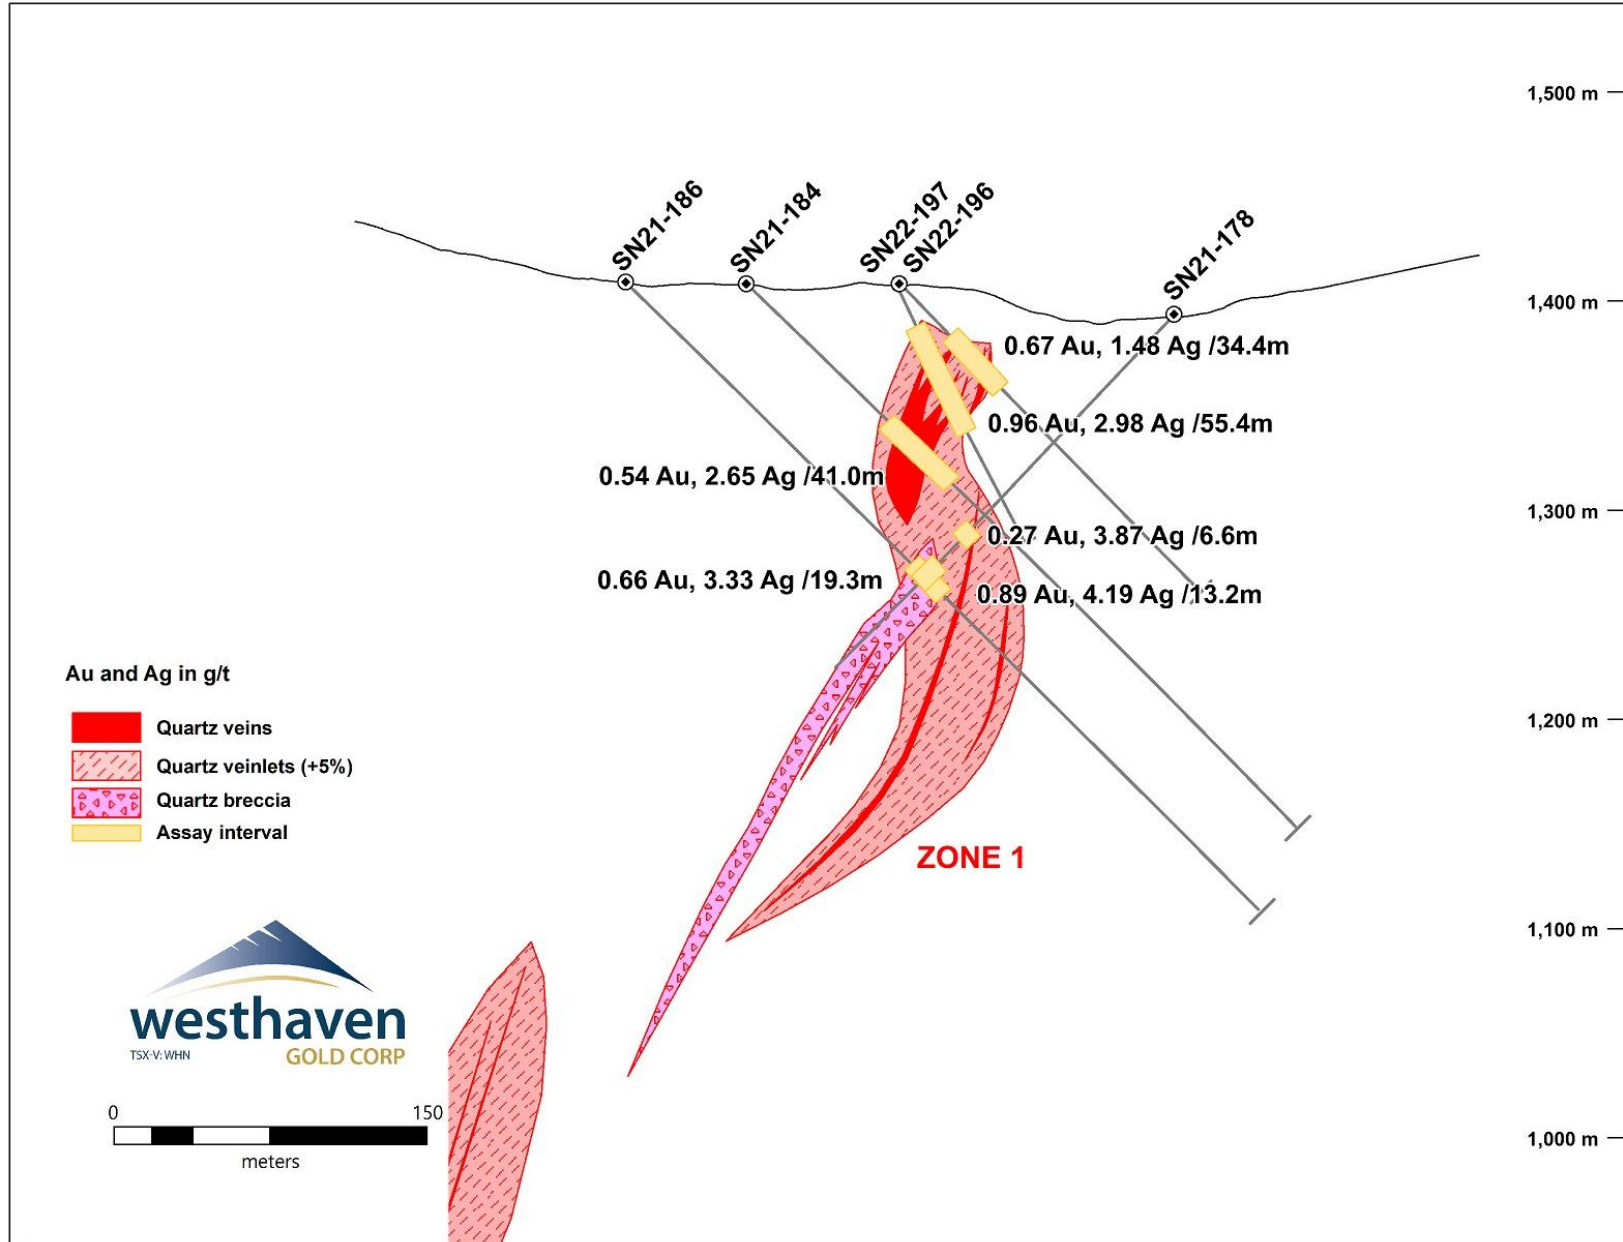 1,500 m
SN21-186
SN21-184
SN22-197
SN22-196
SN21-178
1,400 m
0.67 Au, 1.48 Ag /34.4m
0.96 Au, 2.98 Ag /55.4m
0.54 Au, 2.65 Ag /41.0m
1,300 m
0.27 Au, 3.87 Ag /6.6m
0.66 Au, 3.33 Ag /19.3m
0.89 Au, 4.19 Ag /13.2m
Au and Ag in g/t
Quartz veins
Quartz veinlets (+5%)
Quartz breccia
Assay interval
1,200 m
ZONE 1
1,100 m
westhaven
TSX-V: WHN
GOLD CORP
0 150
meters
1,000 m